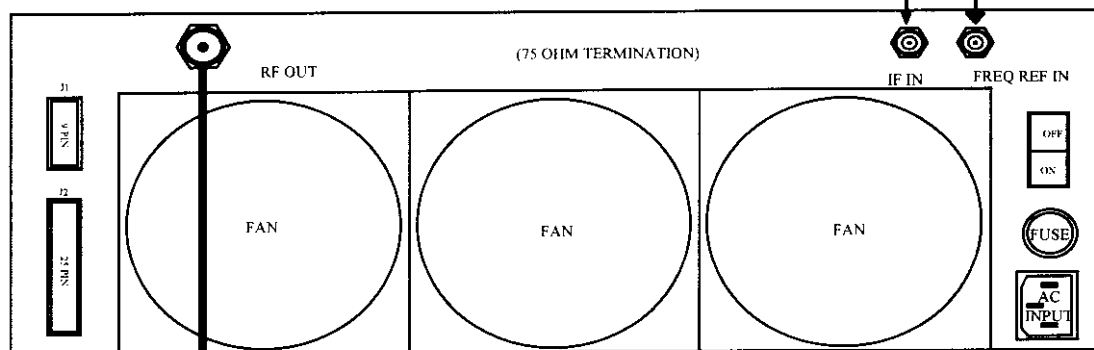 (75 OHM TERMINATION)
RF OUT
IF IN
FREQ REF IN
J1
9 PIN
OFF
ON
J2
25 PIN
FAN
FAN
FAN
FUSE
AC
INPUT